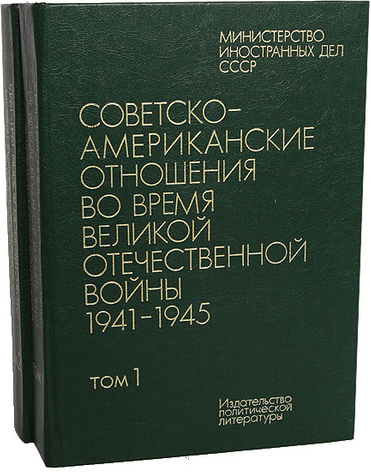 МИНИСТЕРСТВО
ИНОСТРАННЫХ ДЕЛ
СССР
СОВЕТСКО-
АМЕРИКАНСКИЕ
ОТНОШЕНИЯ
ВО ВРЕМЯ
ВЕЛИКОЙ
ОТЕЧЕСТВЕННОЙ
ВОЙНЫ
1941-1945
ТОМ 1
Издательство
политической
литературы